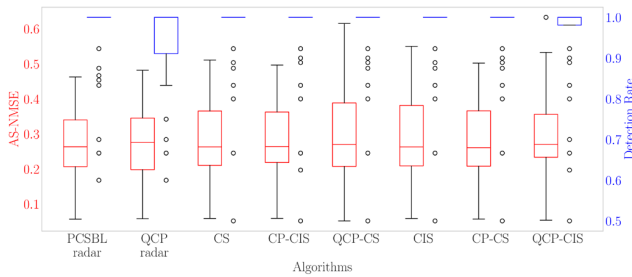 0.6
0.5
0.4
0.3
0.2
0.1
AS-NMSE
1.0
0.9
0.8
0.7
0.6
0.5
Detection Rate
PCSBL
radar
QCP
radar
CS
CP-CIS
QCP-CS
CIS
CP-CS
QCP-CIS
Algorithms